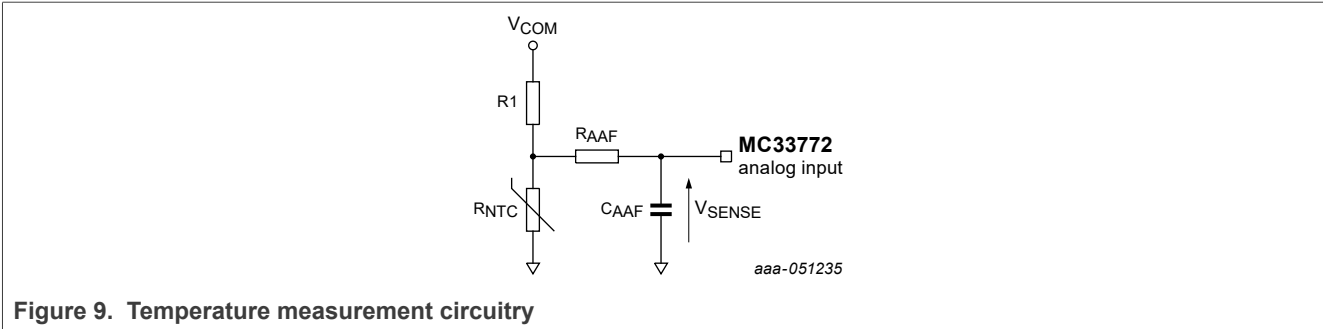 VCOM
R1
RAAF
MC33772
analog input
RNTC
CAAF
VSENSE
aaa-051235
Figure 9. Temperature measurement circuitry